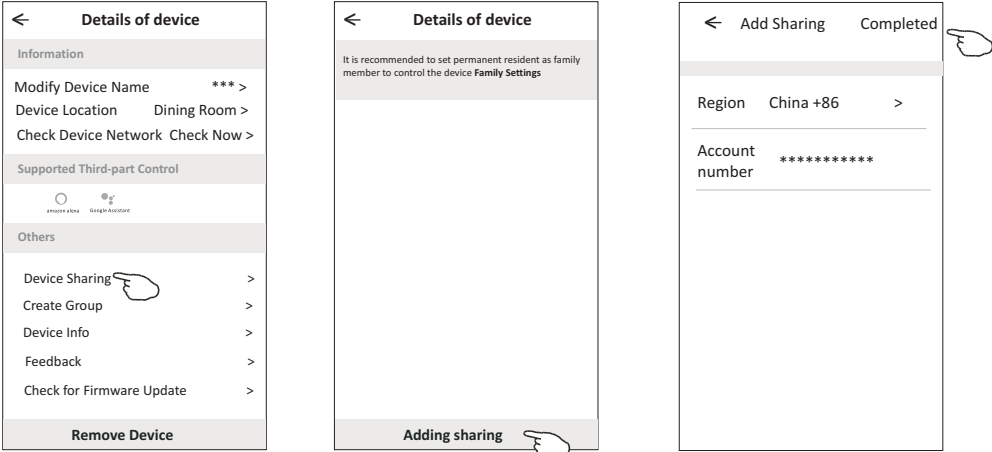 ← Details of device
Information
Modify Device Name *** >
Device Location Dining Room >
Check Device Network Check Now >
Supported Third-part Control
amazon alexa Google Assistant
Others
Device Sharing >
Create Group >
Device Info >
Feedback >
Check for Firmware Update >
Remove Device
← Details of device
It is recommended to set permanent resident as family
member to control the device Family Settings
Adding sharing
← Add Sharing Completed
Region China +86 >
Account
number ***********